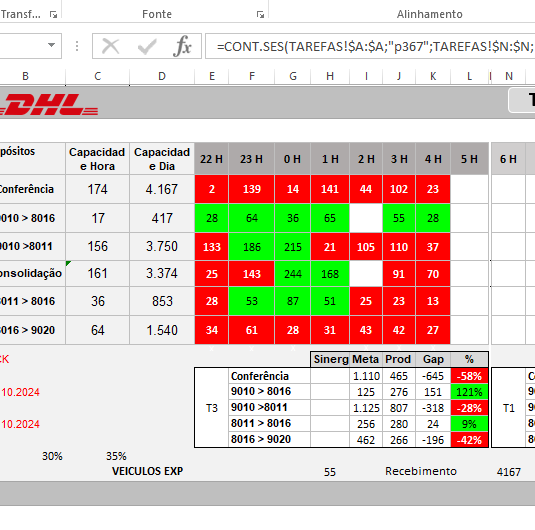 Transf... Fonte Alinhamento
fx =CONT.SES(TAREFAS!$A:$A;"p367";TAREFAS!$N:$N;
B C D E F G H I J K L N
DHL T
pósitos Capacidad e Hora Capacidad e Dia 22 H 23 H 0 H 1 H 2 H 3 H 4 H 5 H 6 H
Conferência 174 4.167 2 139 14 141 44 102 23
9010 > 8016 17 417 28 64 36 65 55 28
9010 >8011 156 3.750 133 186 215 21 105 110 37
onsolidação 161 3.374 25 143 244 168 91 70
8011 > 8016 36 853 28 53 87 51 25 23 13
8016 > 9020 64 1.540 34 61 28 31 43 42 27
CK Sinerg Meta Prod Gap %
Conferência 1.110 465 -645 -58%
10.2024 9010 > 8016 125 276 151 121%
T3 9010 >8011 1.125 807 -318 -28% T1
10.2024 8011 > 8016 256 280 24 9%
8016 > 9020 462 266 -196 -42%
30% 35%
VEICULOS EXP 55 Recebimento 4167